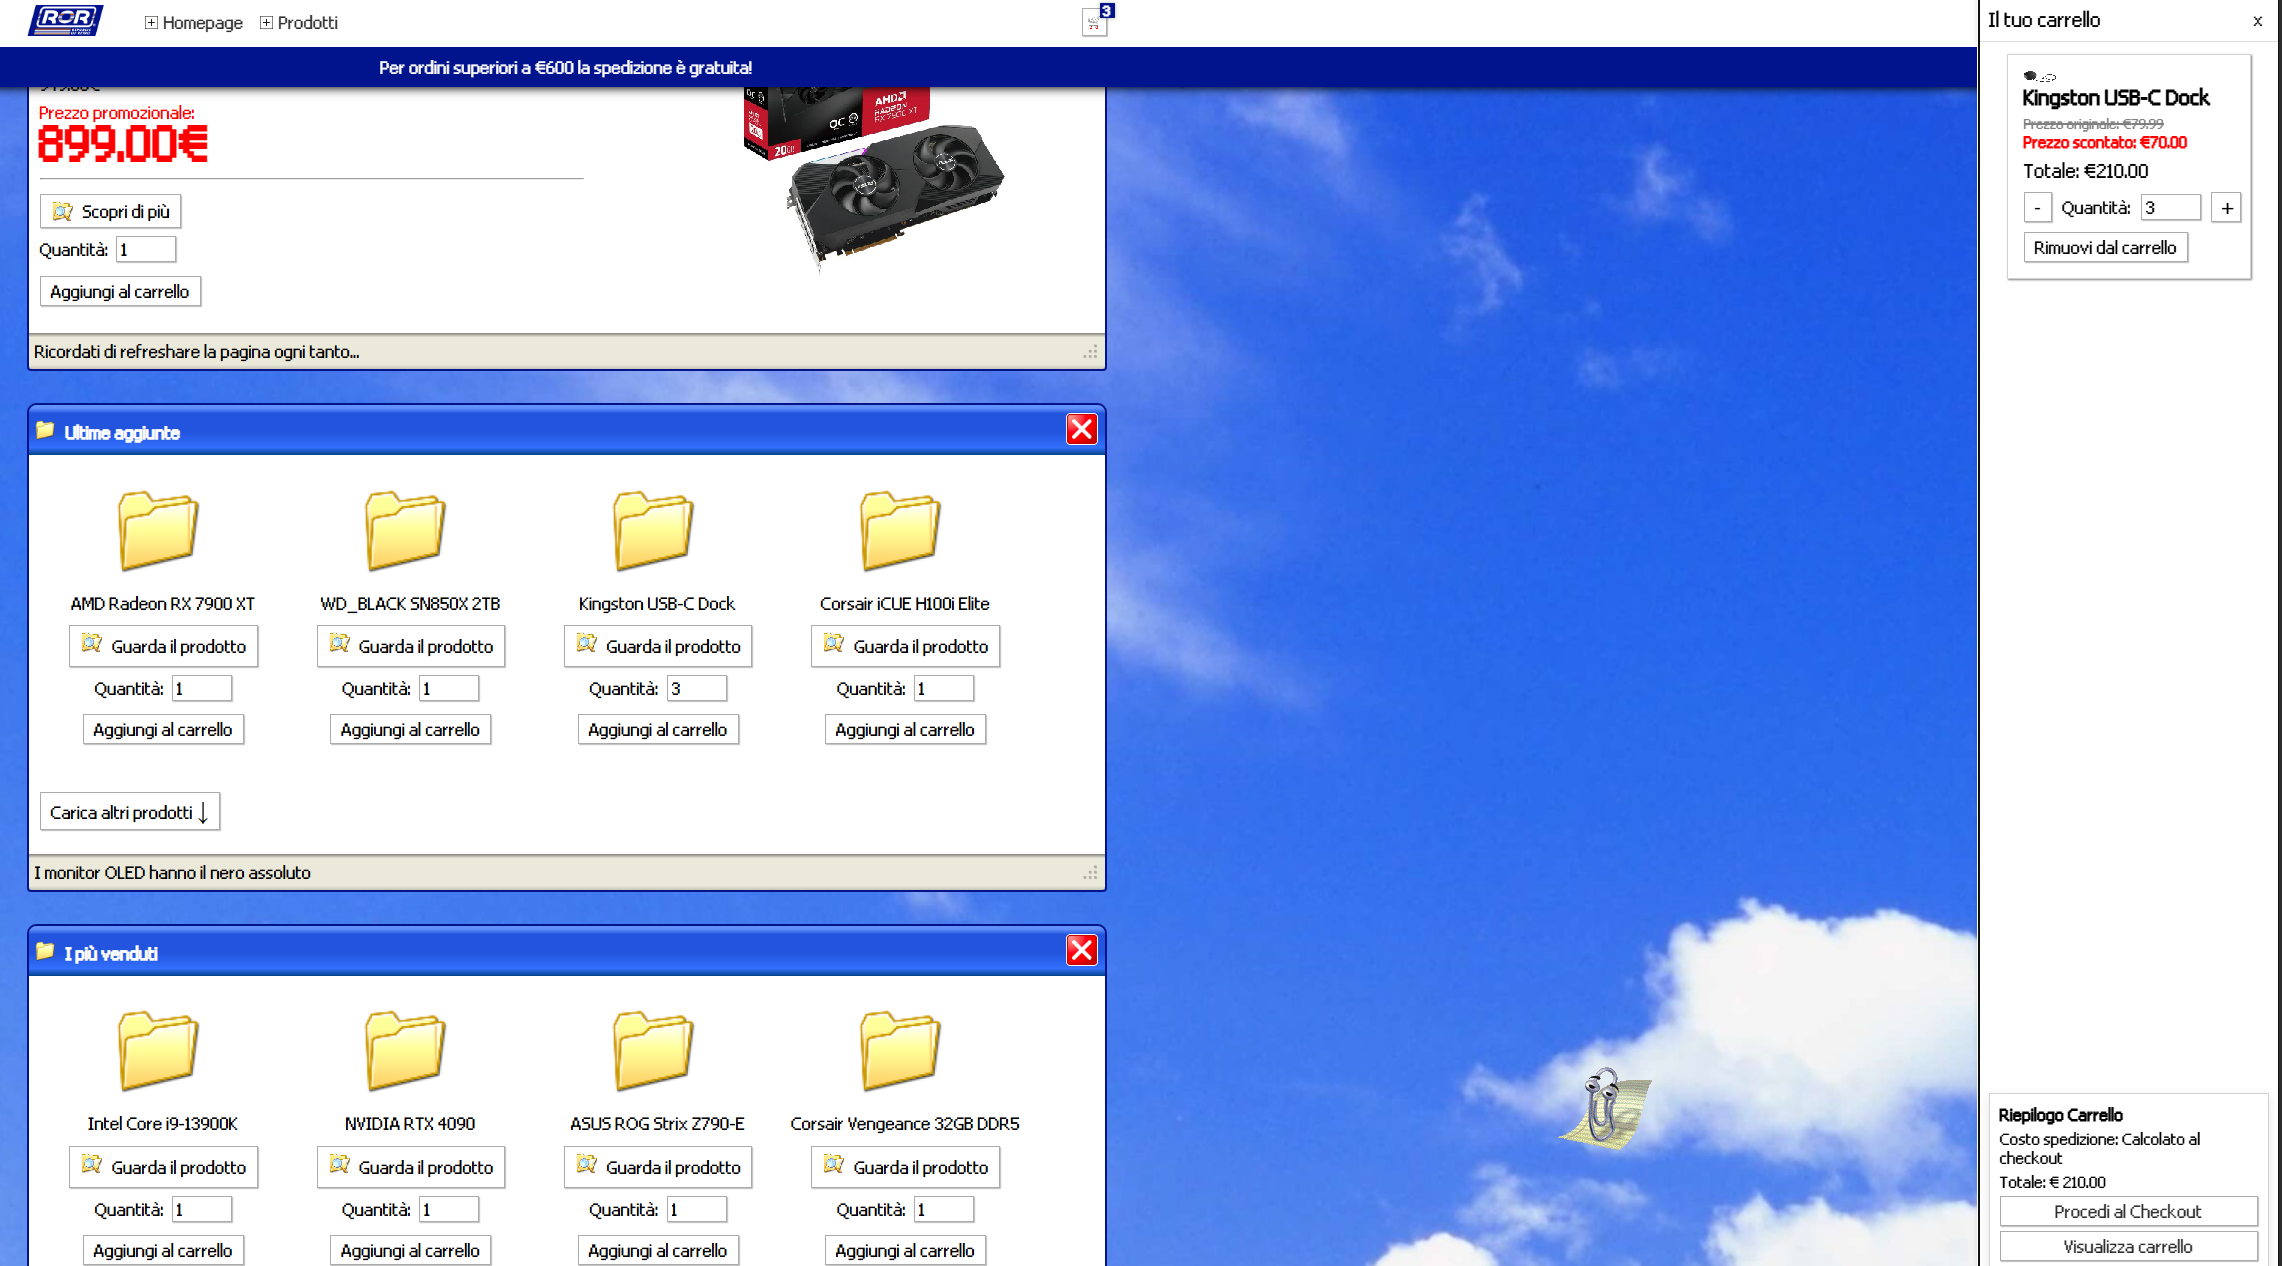 ROR
Homepage
Prodotti
3
Per ordini superiori a €600 la spedizione è gratuita!
Prezzo promozionale:
899.00€
Scopri di più
Quantità: 1
Aggiungi al carrello
AMD
RADEON
RX 7900 XT
OC
20GB
Ricordati di refreshare la pagina ogni tanto...
Ultime aggiunte
AMD Radeon RX 7900 XT
WD_BLACK SN850X 2TB
Kingston USB-C Dock
Corsair iCUE H100i Elite
Guarda il prodotto
Guarda il prodotto
Guarda il prodotto
Guarda il prodotto
Quantità: 1
Quantità: 1
Quantità: 3
Quantità: 1
Aggiungi al carrello
Aggiungi al carrello
Aggiungi al carrello
Aggiungi al carrello
Carica altri prodotti ↓
I monitor OLED hanno il nero assoluto
I più venduti
Intel Core i9-13900K
NVIDIA RTX 4090
ASUS ROG Strix Z790-E
Corsair Vengeance 32GB DDR5
Guarda il prodotto
Guarda il prodotto
Guarda il prodotto
Guarda il prodotto
Quantità: 1
Quantità: 1
Quantità: 1
Quantità: 1
Aggiungi al carrello
Aggiungi al carrello
Aggiungi al carrello
Aggiungi al carrello
Il tuo carrello
x
Kingston USB-C Dock
Prezzo originale: €79.99
Prezzo scontato: €70.00
Totale: €210.00
- Quantità: 3 +
Rimuovi dal carrello
Riepilogo Carrello
Costo spedizione: Calcolato al
checkout
Totale: € 210.00
Procedi al Checkout
Visualizza carrello